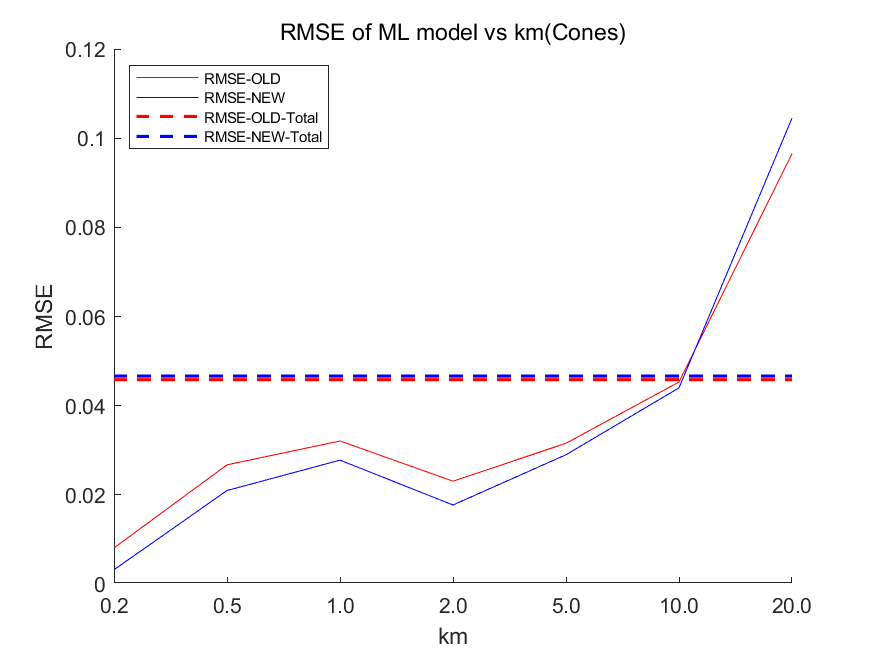 RMSE of ML model vs km(Cones)
0.12
RMSE-OLD
RMSE-NEW
RMSE-OLD-Total
RMSE-NEW-Total
0.1
0.08
0.06
RMSE
0.04
0.02
0
0.2 0.5 1.0 2.0 5.0 10.0 20.0
km